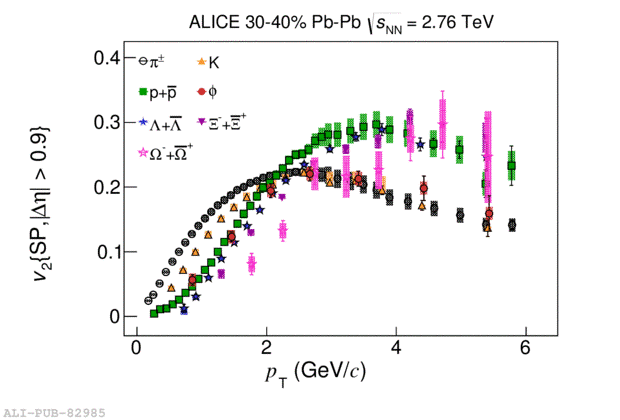 ALICE 30-40% Pb-Pb √sNN = 2.76 TeV
0.4
π±
K
p+p̅
ϕ
Λ+Λ̅
Ξ⁻+Ξ̅⁺
Ω⁻+Ω̅⁺
0.3
0.2
0.1
0
v2{SP,|Δη| > 0.9}
0
2
4
6
pT (GeV/c)
ALI-PUB-82985